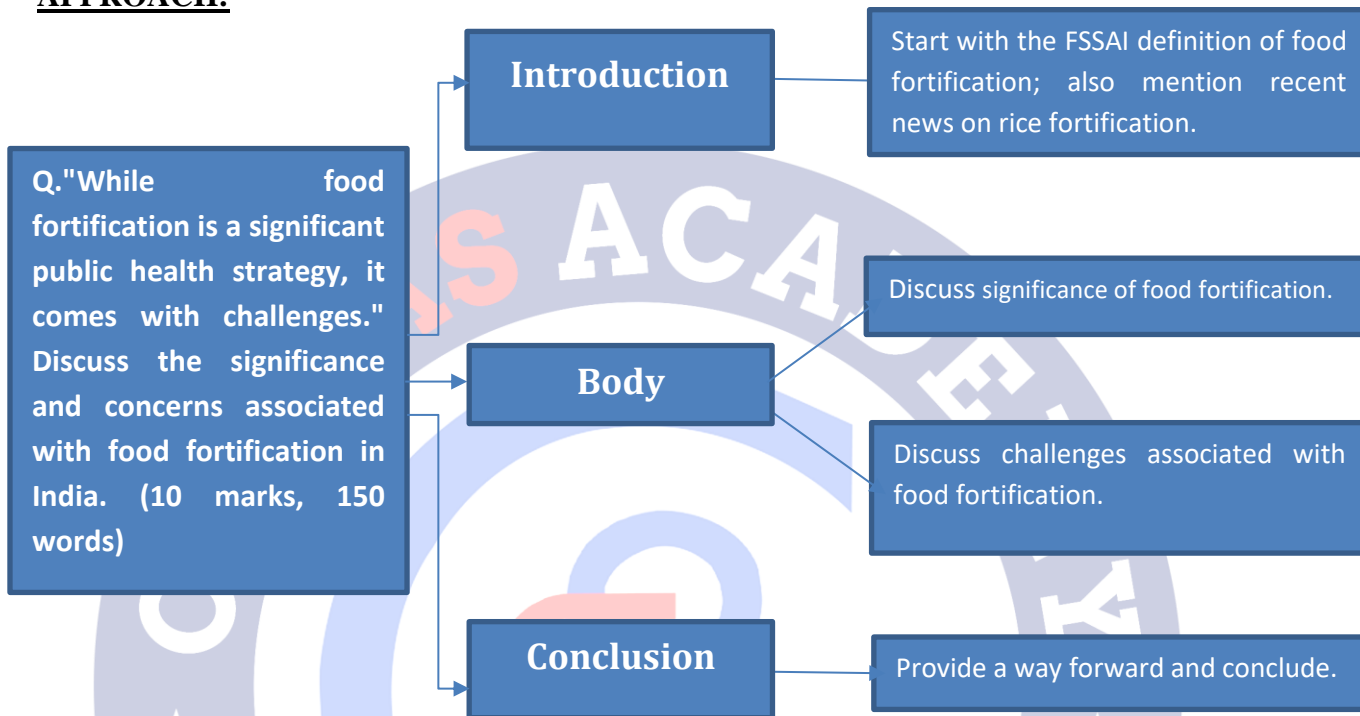 APPROACH:
Introduction
Start with the FSSAI definition of food
fortification; also mention recent
news on rice fortification.
Q."While food
fortification is a significant
public health strategy, it
comes with challenges."
Discuss the significance
and concerns associated
with food fortification in
India. (10 marks, 150
words)
Body
Discuss significance of food fortification.
Discuss challenges associated with
food fortification.
Conclusion
Provide a way forward and conclude.